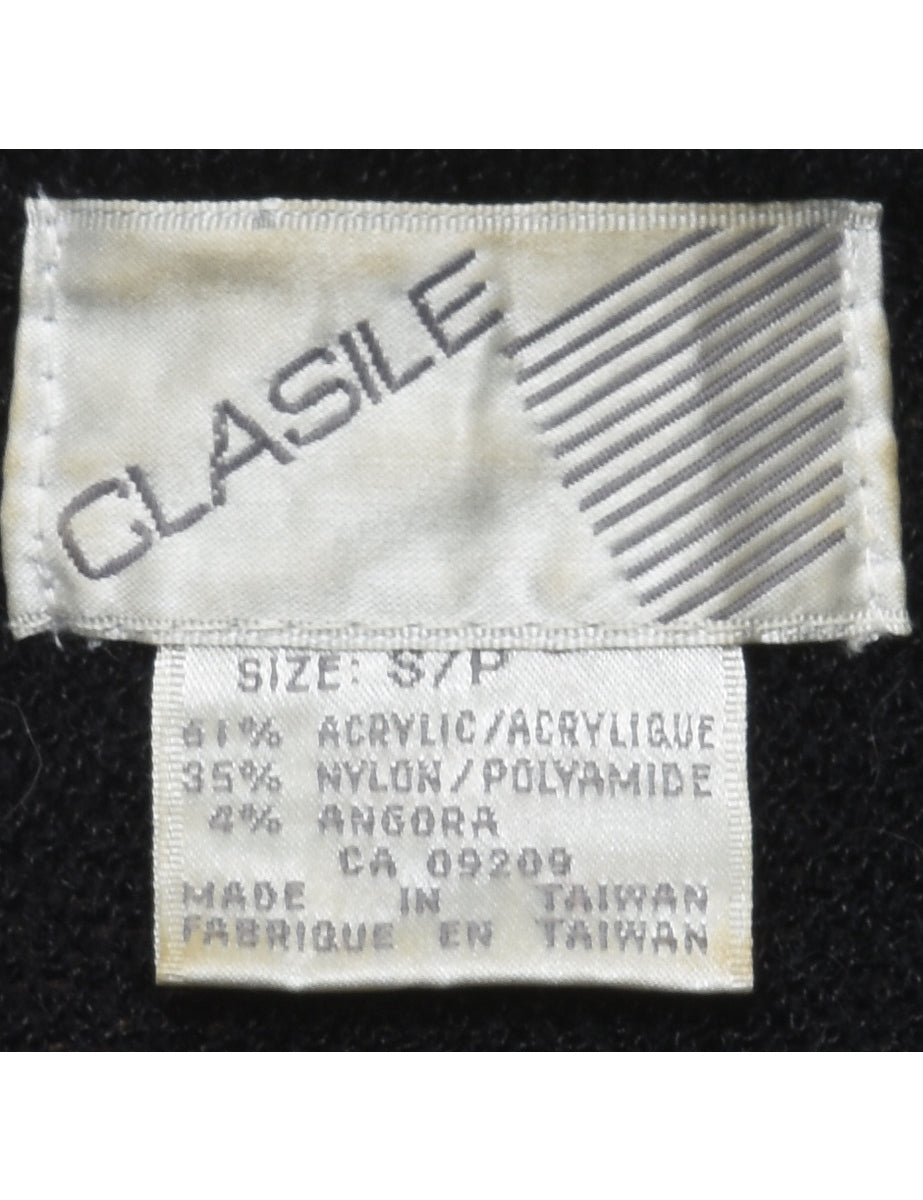 CLASILE
SIZE: S/P
61% ACRYLIC/ACRYLIQUE
35% NYLON/POLYAMIDE
4% ANGORA
CA 09209
MADE IN TAIWAN
FABRIQUE EN TAIWAN